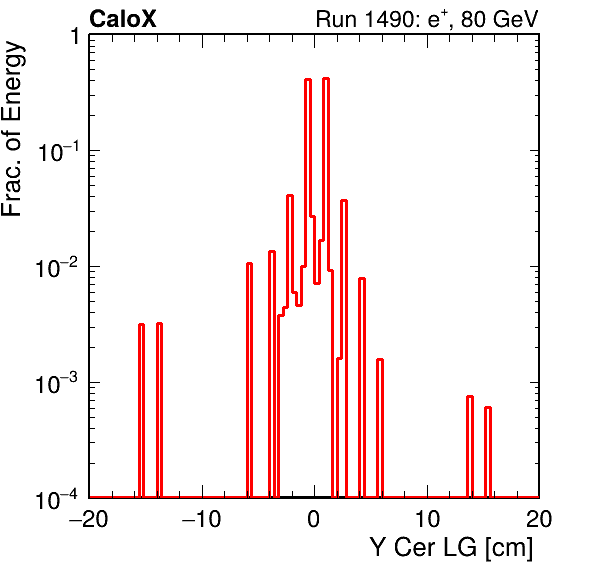 CaloX Run 1490: e⁺, 80 GeV
Frac. of Energy
1
10⁻¹
10⁻²
10⁻³
10⁻⁴
−20 −10 0 10 20
Y Cer LG [cm]